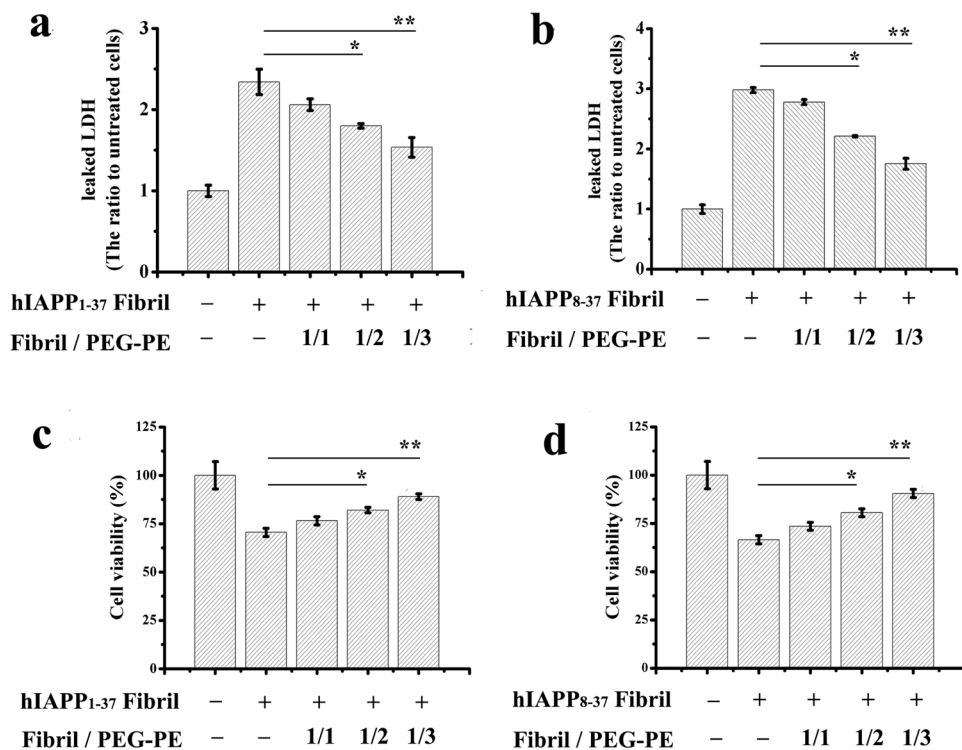 a
leaked LDH
(The ratio to untreated cells)
3
2
1
0
*
**
hIAPP1-37 Fibril − + + + +
Fibril / PEG-PE − − 1/1 1/2 1/3
b
leaked LDH
(The ratio to untreated cells)
4
3
2
1
0
*
**
hIAPP8-37 Fibril − + + + +
Fibril / PEG-PE − − 1/1 1/2 1/3
c
Cell viability (%)
125
100
75
50
25
0
*
**
hIAPP1-37 Fibril − + + + +
Fibril / PEG-PE − − 1/1 1/2 1/3
d
Cell viability (%)
125
100
75
50
25
0
*
**
hIAPP8-37 Fibril − + + + +
Fibril / PEG-PE − − 1/1 1/2 1/3